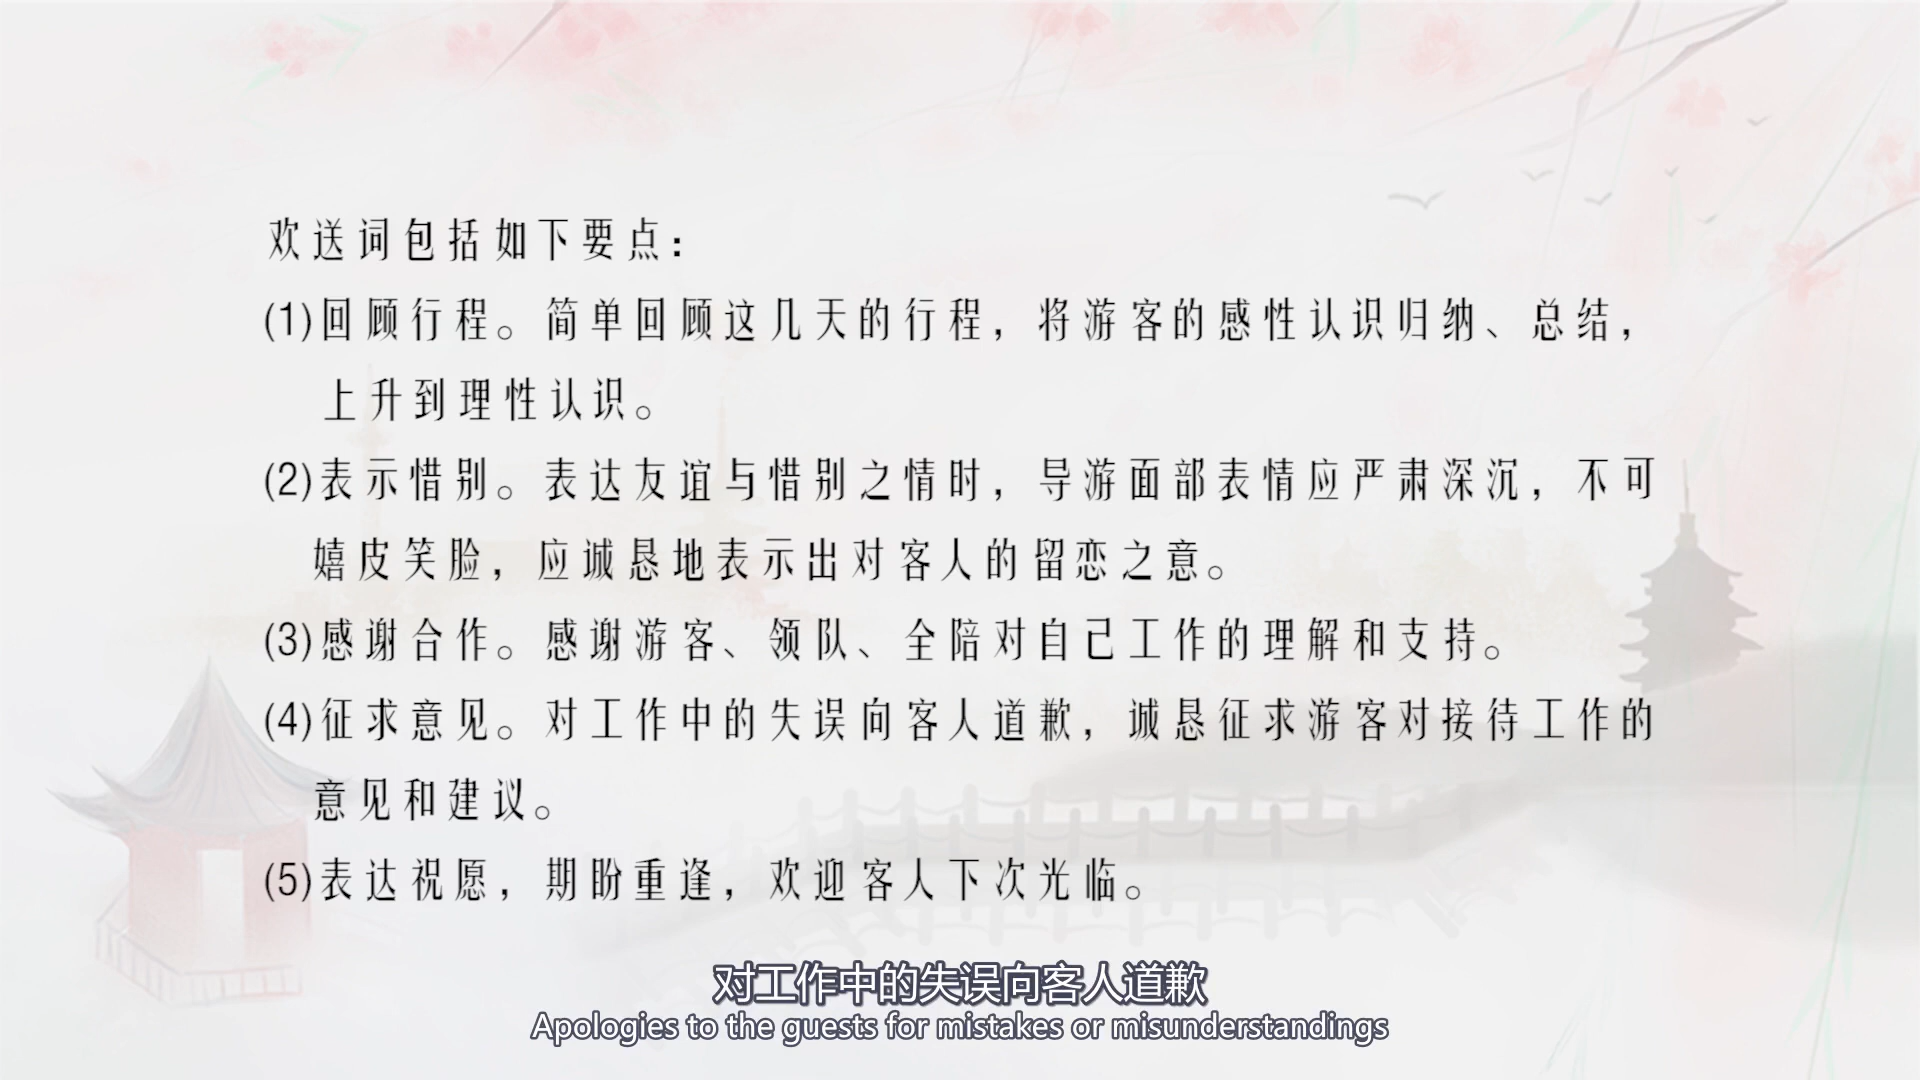 欢送词包括如下要点：
(1)回顾行程。简单回顾这几天的行程，将游客的感性认识归纳、总结，
上升到理性认识。
(2)表示惜别。表达友谊与惜别之情时，导游面部表情应严肃深沉，不可
嬉皮笑脸，应诚恳地表示出对客人的留恋之意。
(3)感谢合作。感谢游客、领队、全陪对自己工作的理解和支持。
(4)征求意见。对工作中的失误向客人道歉，诚恳征求游客对接待工作的
意见和建议。
(5)表达祝愿，期盼重逢，欢迎客人下次光临。
对工作中的失误向客人道歉
Apologies to the guests for mistakes or misunderstandings